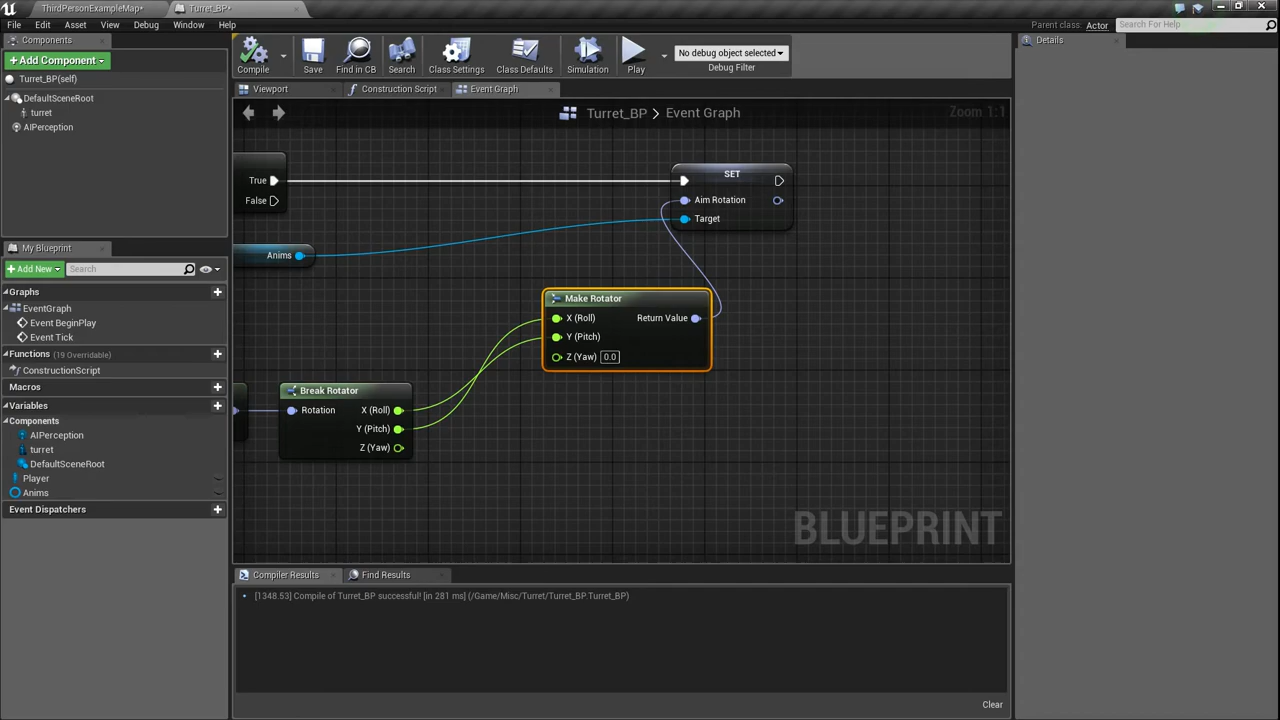 ThirdPersonExampleMap*
Turret_BP*
File Edit Asset View Debug Window Help
Parent class: Actor
Search For Help
Components
+Add Component
Turret_BP(self)
DefaultSceneRoot
turret
AIPerception
My Blueprint
+Add New
Search
Graphs
EventGraph
Event BeginPlay
Event Tick
Functions (19 Overridable)
ConstructionScript
Macros
Variables
Components
AIPerception
turret
DefaultSceneRoot
Player
Anims
Event Dispatchers
Compile
Save
Find in CB
Search
Class Settings
Class Defaults
Simulation
Play
No debug object selected
Debug Filter
Viewport
Construction Script
Event Graph
Turret_BP > Event Graph
Zoom 1:1
True
False
Anims
SET
Aim Rotation
Target
Make Rotator
X (Roll) Return Value
Y (Pitch)
Z (Yaw) 0.0
Break Rotator
Rotation X (Roll)
Y (Pitch)
Z (Yaw)
BLUEPRINT
Compiler Results
Find Results
[1348.53] Compile of Turret_BP successful! [in 281 ms] (/Game/Misc/Turret/Turret_BP.Turret_BP)
Clear
Details